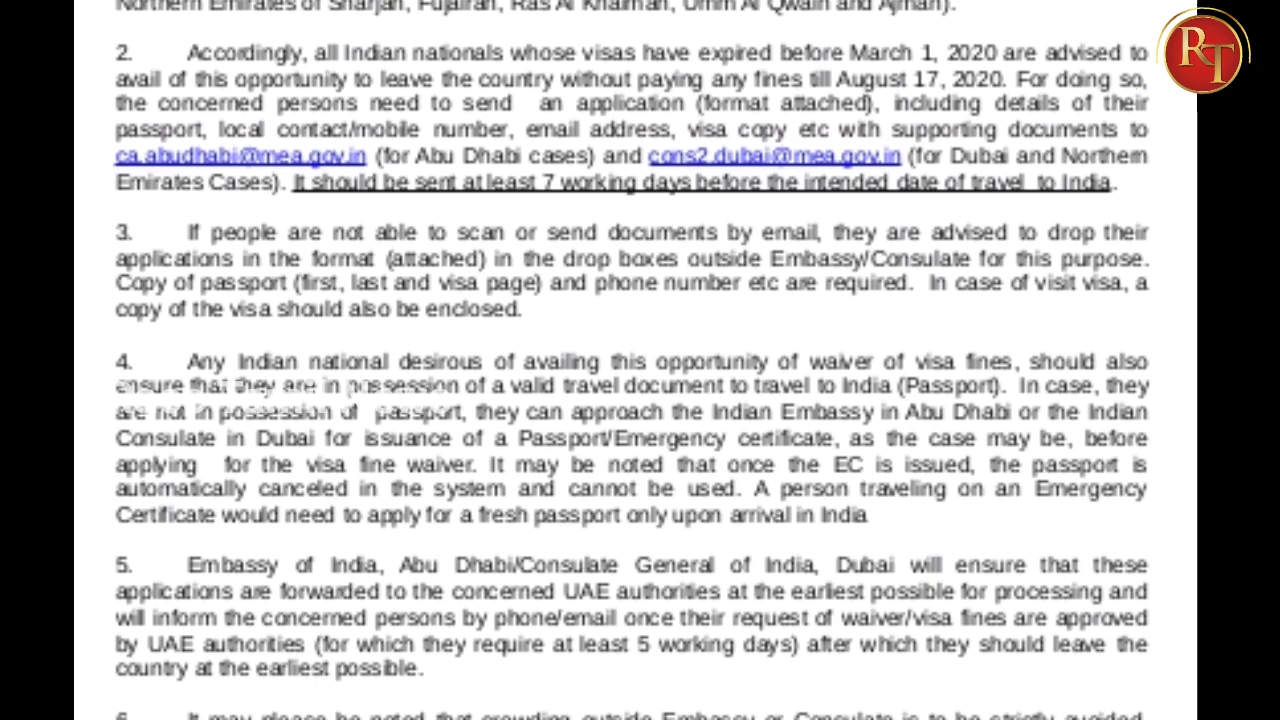 Northern Emirates of Sharjah, Fujairah, Ras Al Khaimah, Umm Al Qwain and Ajman).
2. Accordingly, all Indian nationals whose visas have expired before March 1, 2020 are advised to
avail of this opportunity to leave the country without paying any fines till August 17, 2020. For doing so,
the concerned persons need to send an application (format attached), including details of their
passport, local contact/mobile number, email address, visa copy etc with supporting documents to
ca.abudhabi@mea.gov.in (for Abu Dhabi cases) and cons2.dubai@mea.gov.in (for Dubai and Northern
Emirates Cases). It should be sent at least 7 working days before the intended date of travel to India.
3. If people are not able to scan or send documents by email, they are advised to drop their
applications in the format (attached) in the drop boxes outside Embassy/Consulate for this purpose.
Copy of passport (first, last and visa page) and phone number etc are required. In case of visit visa, a
copy of the visa should also be enclosed.
4. Any Indian national desirous of availing this opportunity of waiver of visa fines, should also
ensure that they are in possession of a valid travel document to travel to India (Passport). In case, they
are not in possession of passport, they can approach the Indian Embassy in Abu Dhabi or the Indian
Consulate in Dubai for issuance of a Passport/Emergency certificate, as the case may be, before
applying for the visa fine waiver. It may be noted that once the EC is issued, the passport is
automatically canceled in the system and cannot be used. A person traveling on an Emergency
Certificate would need to apply for a fresh passport only upon arrival in India
5. Embassy of India, Abu Dhabi/Consulate General of India, Dubai will ensure that these
applications are forwarded to the concerned UAE authorities at the earliest possible for processing and
will inform the concerned persons by phone/email once their request of waiver/visa fines are approved
by UAE authorities (for which they require at least 5 working days) after which they should leave the
country at the earliest possible.
6. It may please be noted that crowding outside Embassy or Consulate is to be strictly avoided.
RT